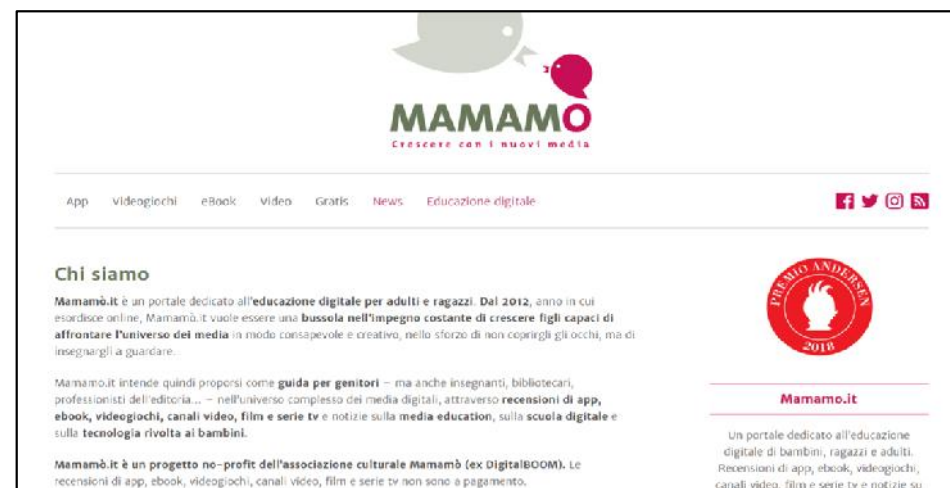 MAMAMO
Crescere con i nuovi media
App Videogiochi eBook Video Gratis News Educazione digitale
Chi siamo
Mamamò.it è un portale dedicato all'educazione digitale per adulti e ragazzi. Dal 2012, anno in cui
esordisce online, Mamamò.it vuole essere una bussola nell'impegno costante di crescere figli capaci di
affrontare l'universo dei media in modo consapevole e creativo, nello sforzo di non coprirgli gli occhi, ma di
insegnargli a guardare..
Mamamo.it intende quindi proporsi come guida per genitori – ma anche insegnanti, bibliotecari,
professionisti dell'editoria... – nell'universo complesso dei media digitali, attraverso recensioni di app,
ebook, videogiochi, canali video, film e serie tv e notizie sulla media education, sulla scuola digitale e
sulla tecnologia rivolta ai bambini.
Mamamò.it è un progetto no-profit dell'associazione culturale Mamamò (ex DigitalBOOM). Le
recensioni di app, ebook, videogiochi, canali video, film e serie tv non sono a pagamento.
PREMIO ANDERSEN
2018
Mamamo.it
Un portale dedicato all'educazione
digitale di bambini, ragazzi e adulti.
Recensioni di app, ebook, videogiochi,
canali video, film e serie tv e notizie su